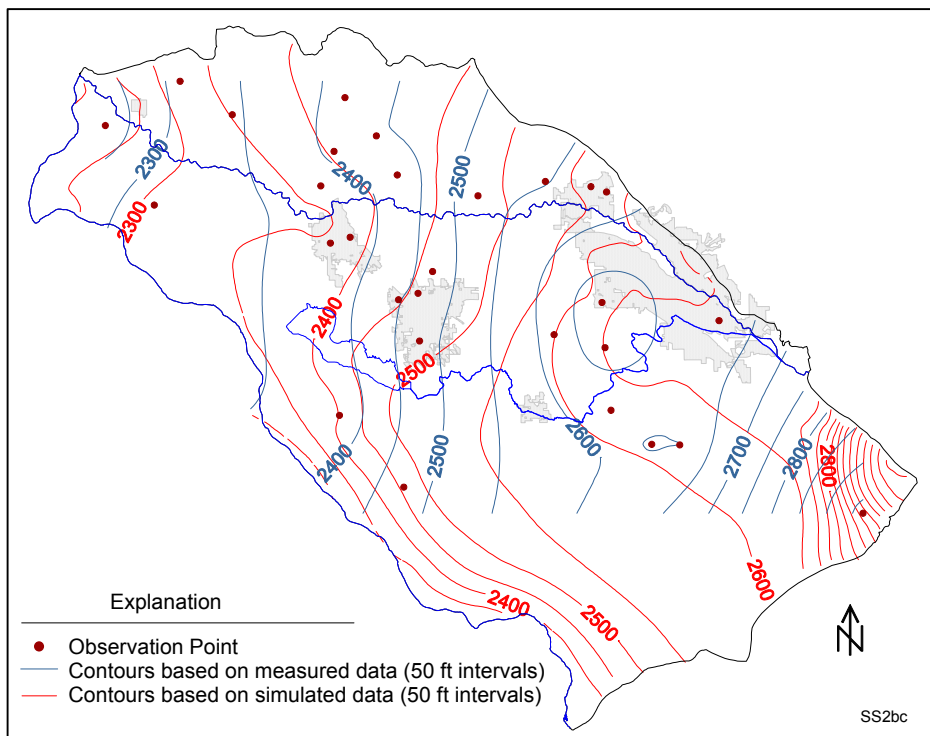 2300
2300
2400
2500
2400
2500
2400
2500
2600
2700
2800
2800
2400
2500
2600
Explanation
Observation Point
Contours based on measured data (50 ft intervals)
Contours based on simulated data (50 ft intervals)
N
SS2bc